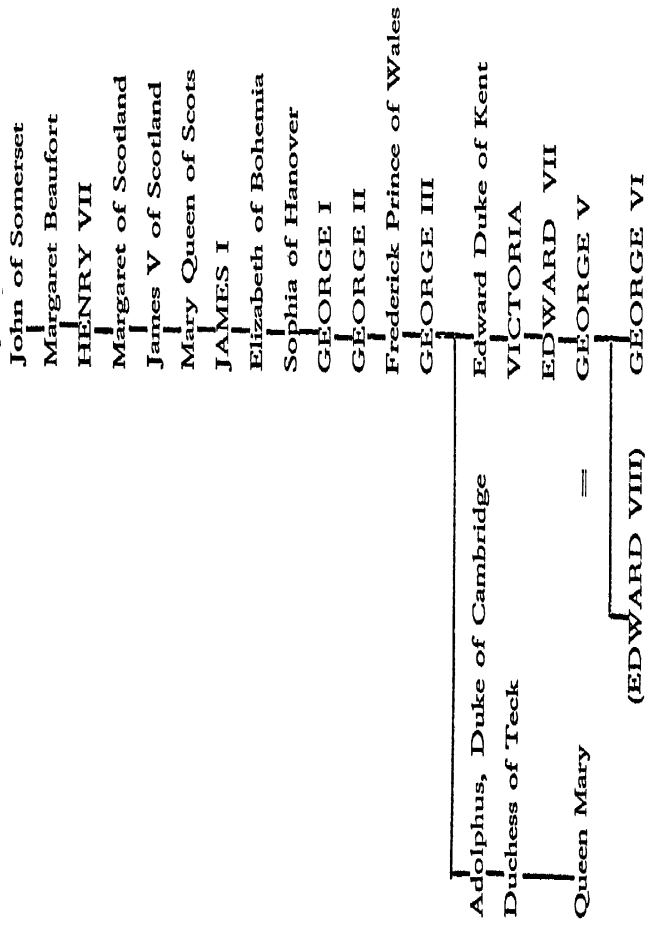 John of Somerset
Margaret Beaufort
HENRY VII
Margaret of Scotland
James V of Scotland
Mary Queen of Scots
JAMES I
Elizabeth of Bohemia
Sophia of Hanover
GEORGE I
GEORGE II
Frederick Prince of Wales
GEORGE III
Adolphus, Duke of Cambridge Edward Duke of Kent
Duchess of Teck VICTORIA
EDWARD VII
Queen Mary = GEORGE V
(EDWARD VIII) GEORGE VI